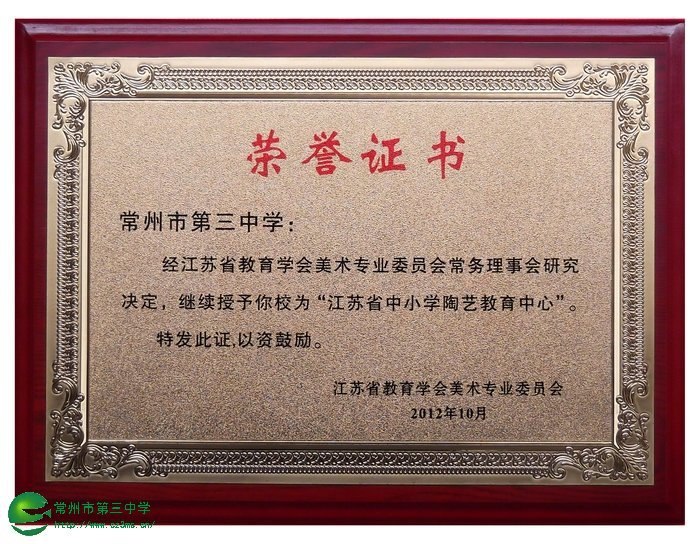 荣誉证书
常州市第三中学：
经江苏省教育学会美术专业委员会常务理事会研究
决定，继续授予你校为“江苏省中小学陶艺教育中心”。
特发此证,以资鼓励。
江苏省教育学会美术专业委员会
2012年10月
常州市第三中学
http://www.cz3ms.cn/